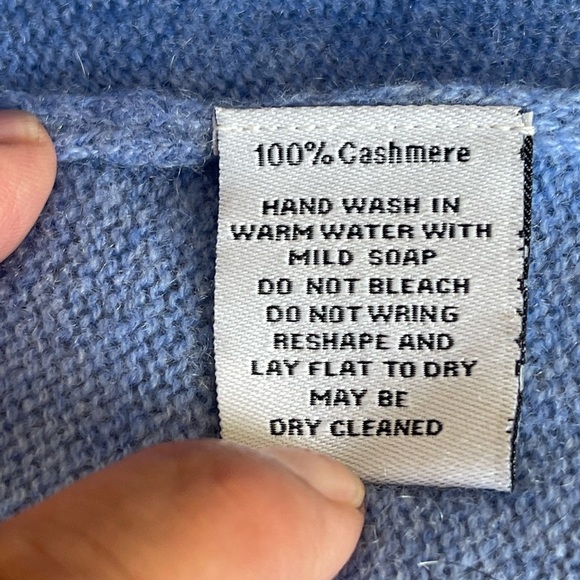 100% Cashmere
HAND WASH IN
WARM WATER WITH
MILD SOAP
DO NOT BLEACH
DO NOT WRING
RESHAPE AND
LAY FLAT TO DRY
MAY BE
DRY CLEANED